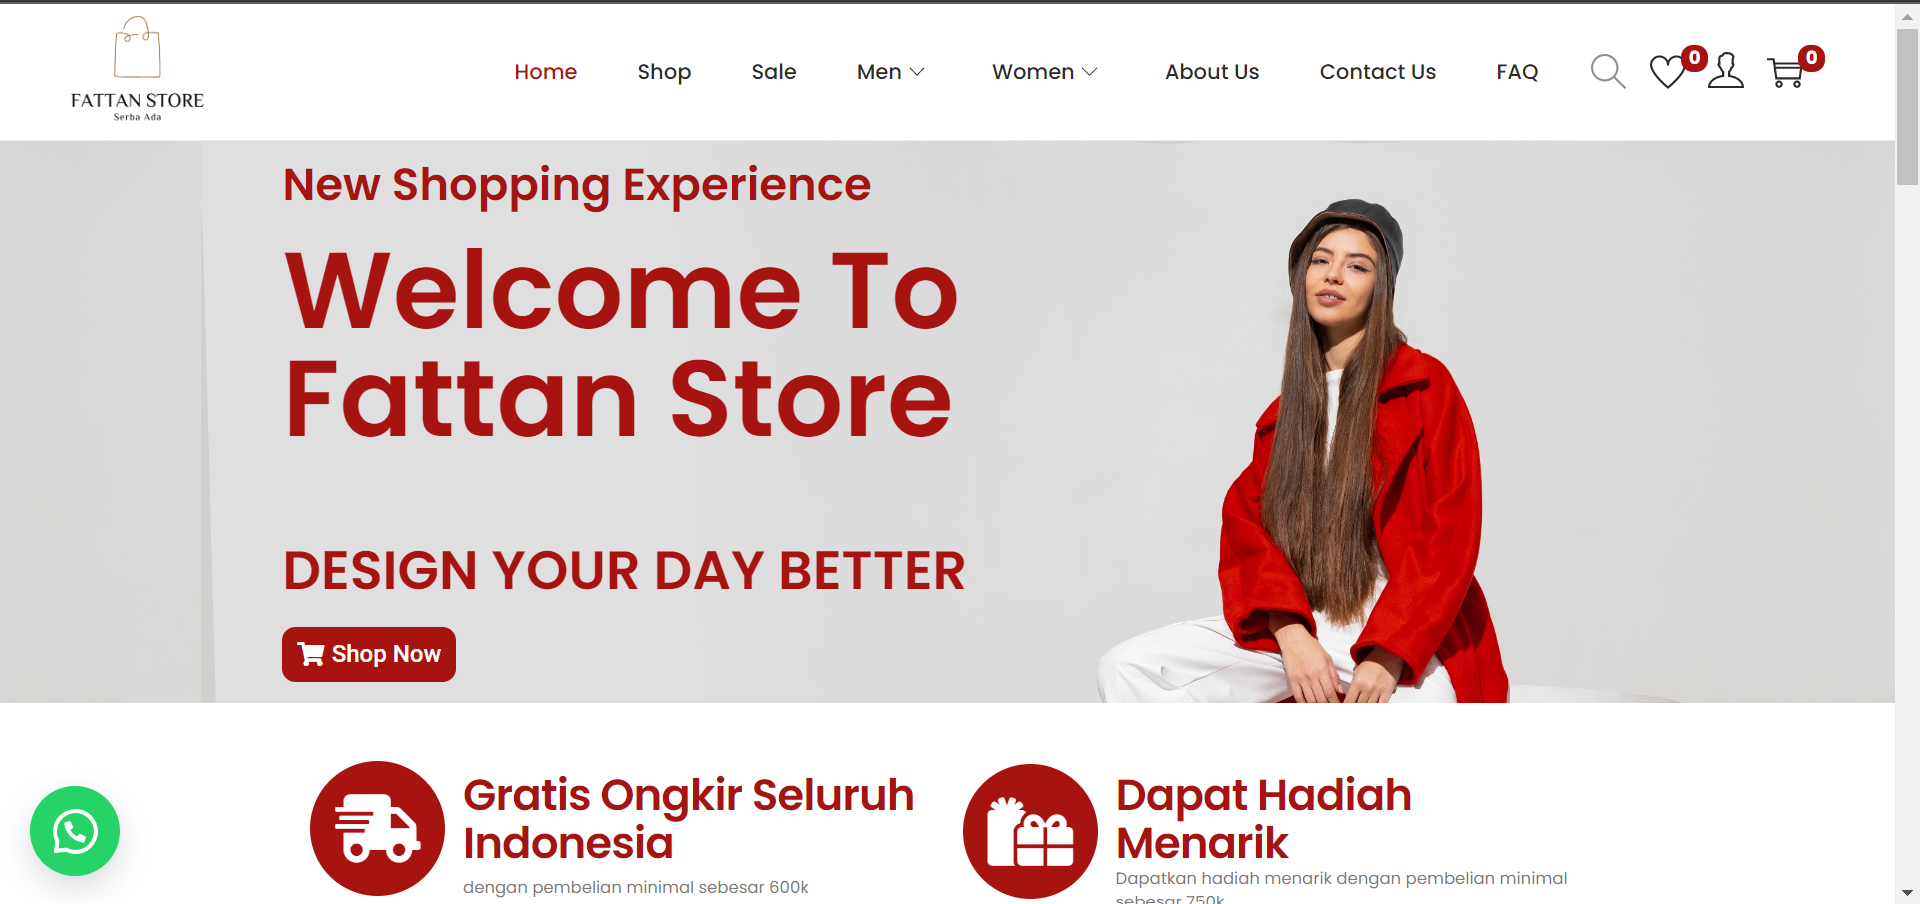 FATTAN STORE
Serba Ada
Home Shop Sale Men Women About Us Contact Us FAQ 0 0
New Shopping Experience
Welcome To
Fattan Store
DESIGN YOUR DAY BETTER
Shop Now
Gratis Ongkir Seluruh
Indonesia
dengan pembelian minimal sebesar 600k
Dapat Hadiah
Menarik
Dapatkan hadiah menarik dengan pembelian minimal
sebesar 750k